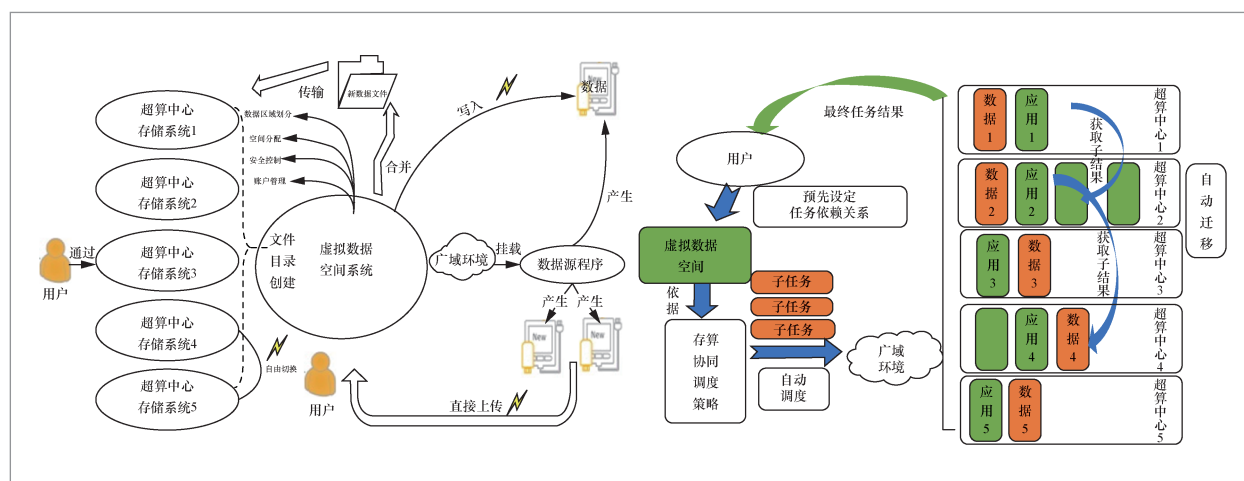 传输
新数据文件
数据区域划分
空间分配
安全控制
账户管理
合并
写入
数据
New
超算中心
存储系统1
超算中心
存储系统2
超算中心
存储系统3
超算中心
存储系统4
超算中心
存储系统5
通过
用户
文件
目录
创建
虚拟数据
空间系统
广域环境
挂载
数据源程序
产生
产生
产生
New
New
自由切换
用户
直接上传
最终任务结果
用户
预先设定
任务依赖关系
虚拟数据
空间
依据
子任务
子任务
子任务
存算
协同
调度
策略
自动
调度
广域
环境
数据1
应用1
获取子结果
超算中心1
数据2
应用2
超算中心2
自动迁移
应用3
数据3
获取子结果
超算中心3
应用4
数据4
超算中心4
应用5
数据5
超算中心5